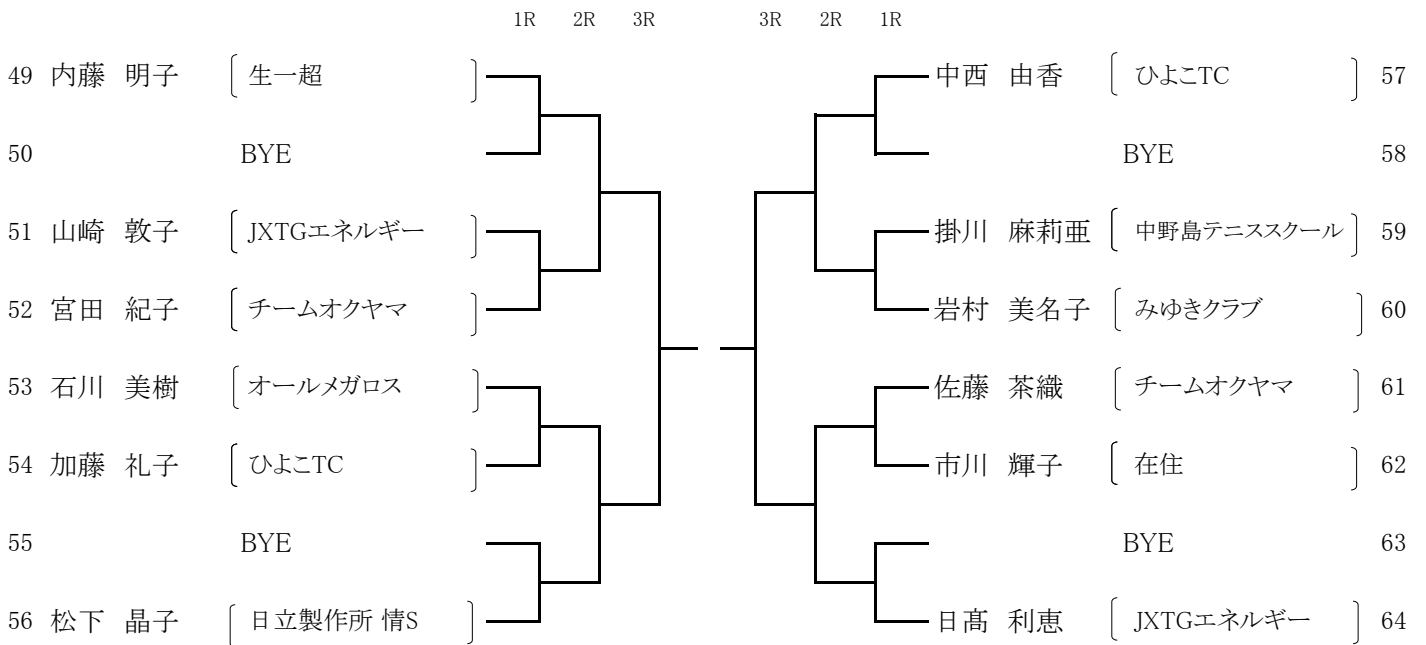 1R 2R 3R 3R 2R 1R
49 内藤 明子 [ 生一超 ] 中西 由香 [ ひよこTC ] 57
50 BYE BYE 58
51 山崎 敦子 [ JXTGエネルギー ] 掛川 麻莉亜 [ 中野島テニススクール ] 59
52 宮田 紀子 [ チームオクヤマ ] 岩村 美名子 [ みゆきクラブ ] 60
53 石川 美樹 [ オールメガロス ] 佐藤 茶織 [ チームオクヤマ ] 61
54 加藤 礼子 [ ひよこTC ] 市川 輝子 [ 在住 ] 62
55 BYE BYE 63
56 松下 晶子 [ 日立製作所 情S ] 日髙 利恵 [ JXTGエネルギー ] 64